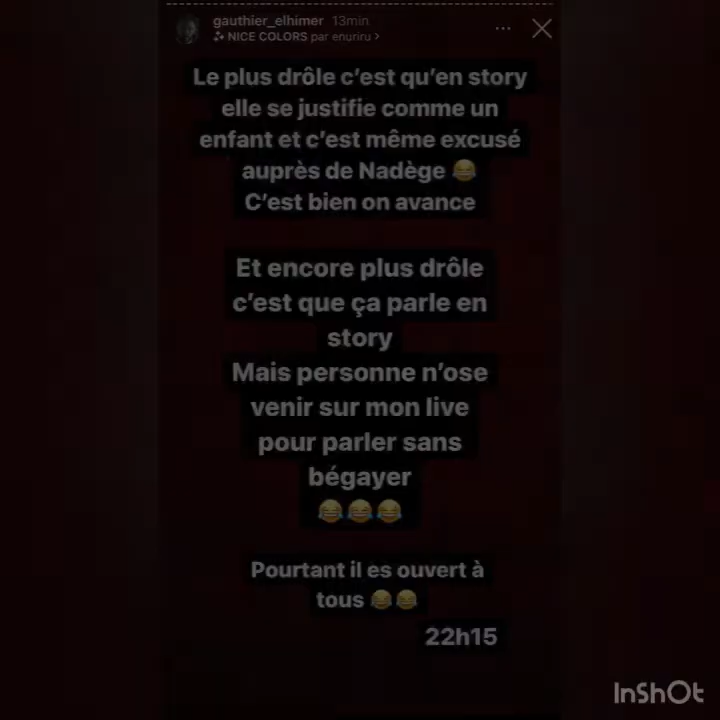 gauthier_elhimer 13min
NICE COLORS par enuriru >
Le plus drôle c'est qu'en story
elle se justifie comme un
enfant et c'est même excusé
auprès de Nadège 😂
C'est bien on avance
Et encore plus drôle
c'est que ça parle en
story
Mais personne n'ose
venir sur mon live
pour parler sans
bégayer
😂😂😂
Pourtant il es ouvert à
tous 😂😂
22h15
InShOt